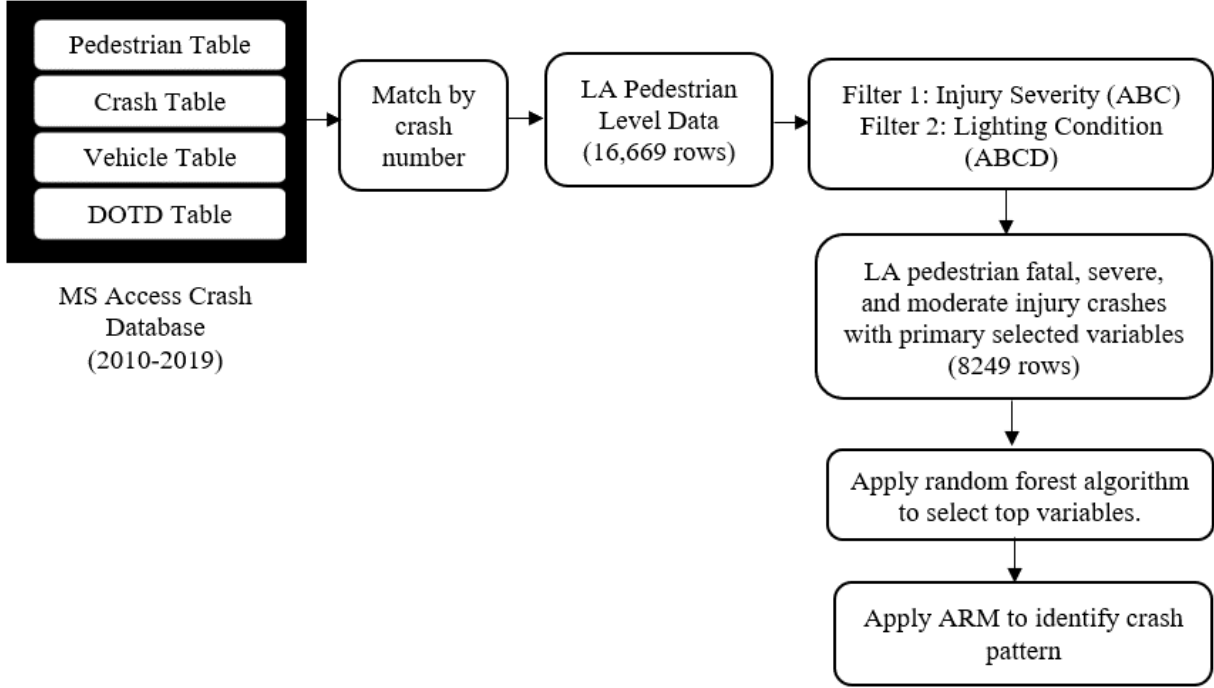 Pedestrian Table
Crash Table
Vehicle Table
DOTD Table
MS Access Crash
Database
(2010-2019)
Match by
crash
number
LA Pedestrian
Level Data
(16,669 rows)
Filter 1: Injury Severity (ABC)
Filter 2: Lighting Condition
(ABCD)
LA pedestrian fatal, severe,
and moderate injury crashes
with primary selected variables
(8249 rows)
Apply random forest algorithm
to select top variables.
Apply ARM to identify crash
pattern